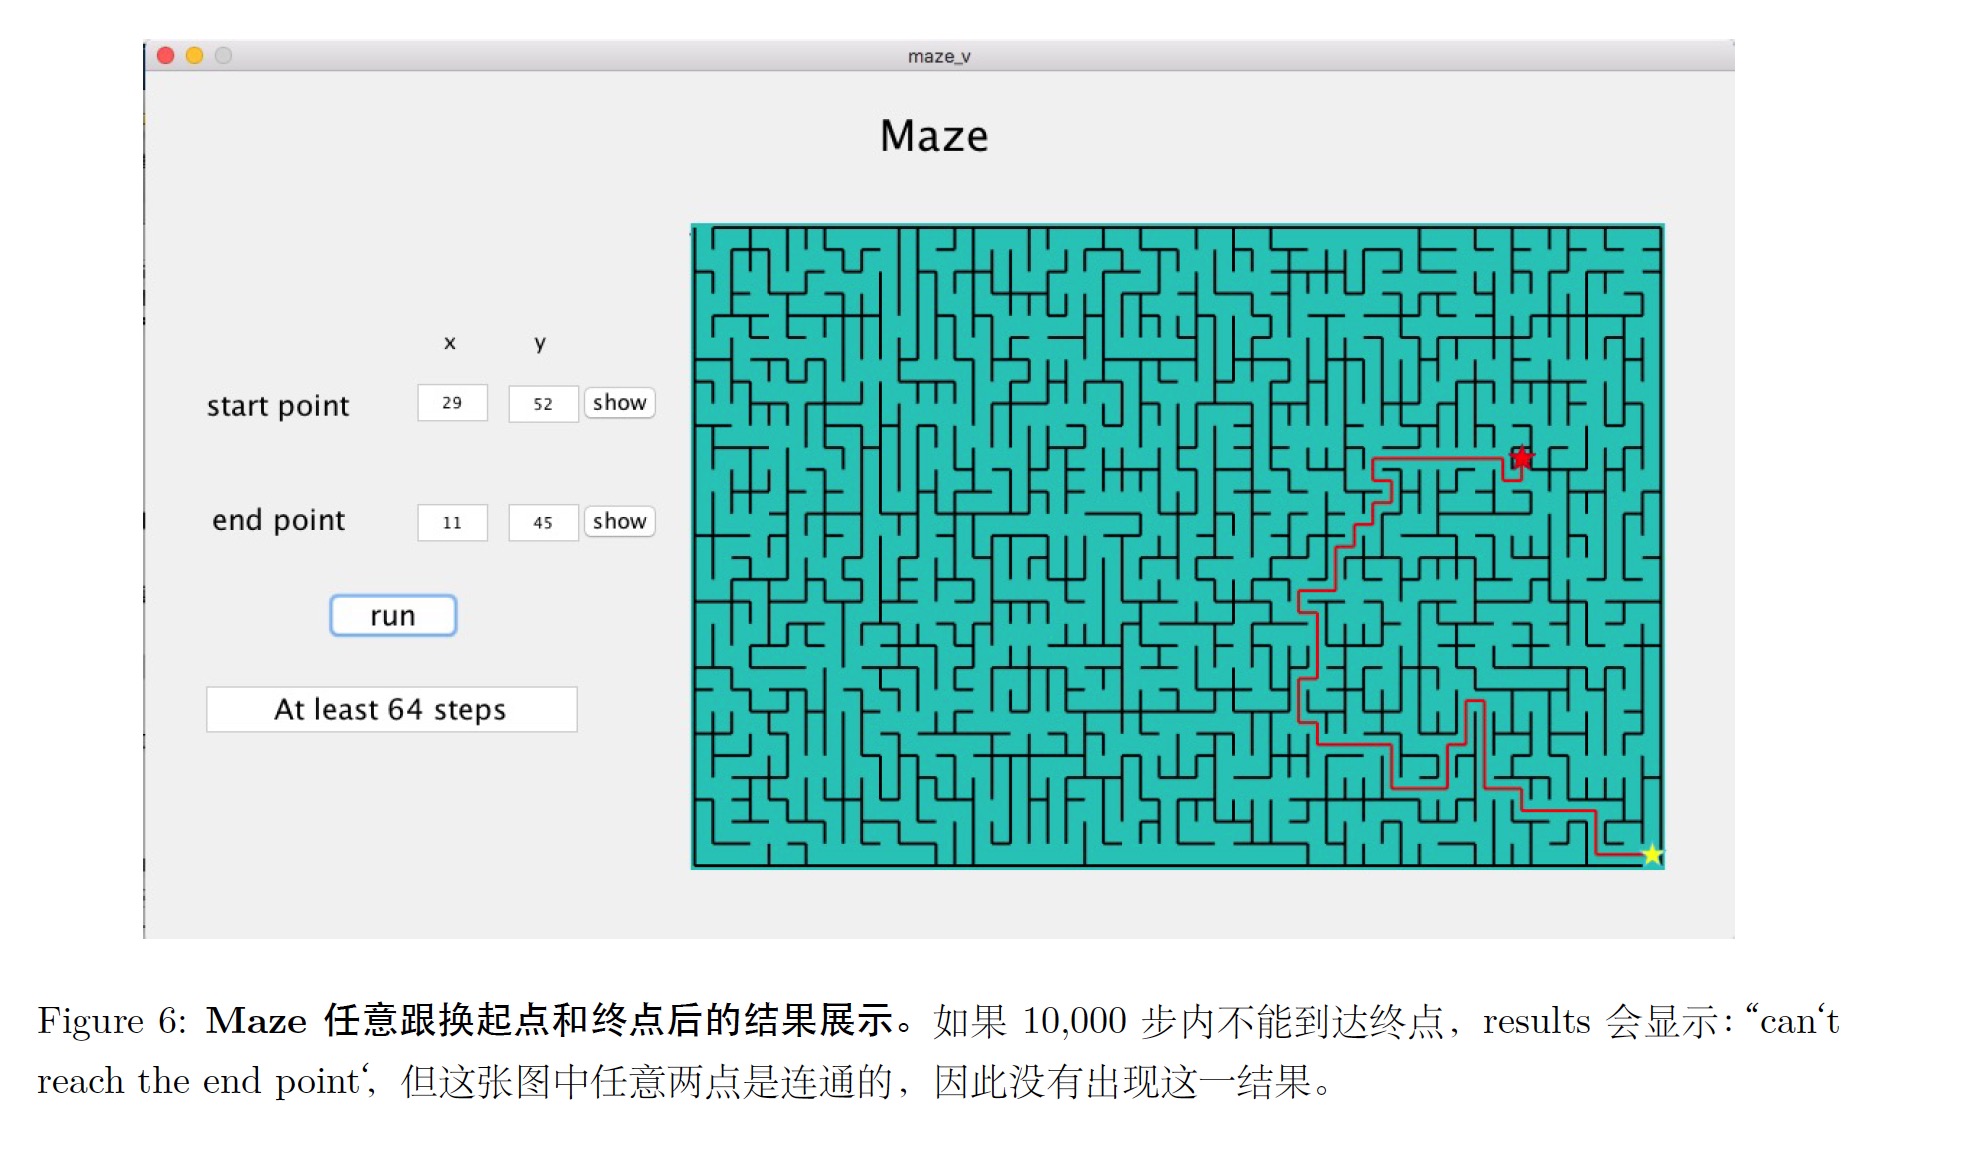 maze_v
Maze
x y
start point 29 52 show
end point 11 45 show
run
At least 64 steps
Figure 6: Maze 任意跟换起点和终点后的结果展示。如果 10,000 步内不能到达终点，results 会显示：“can‘t
reach the end point‘，但这张图中任意两点是连通的，因此没有出现这一结果。